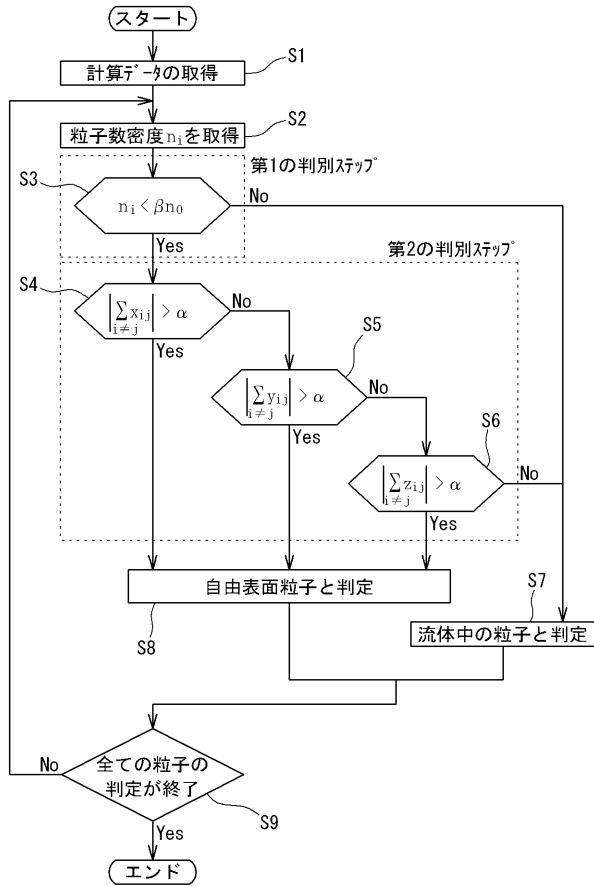 スタート
S1
計算ﾃﾞｰﾀの取得
S2
粒子数密度niを取得
第1の判別ｽﾃｯﾌﾟ
S3
ni<βn0
No
Yes
第2の判別ｽﾃｯﾌﾟ
S4
|∑xij|>α
i≠j
No
Yes
S5
|∑yij|>α
i≠j
No
Yes
S6
|∑zij|>α
i≠j
No
Yes
自由表面粒子と判定
S8
S7
流体中の粒子と判定
全ての粒子の
判定が終了
No
S9
Yes
エンド